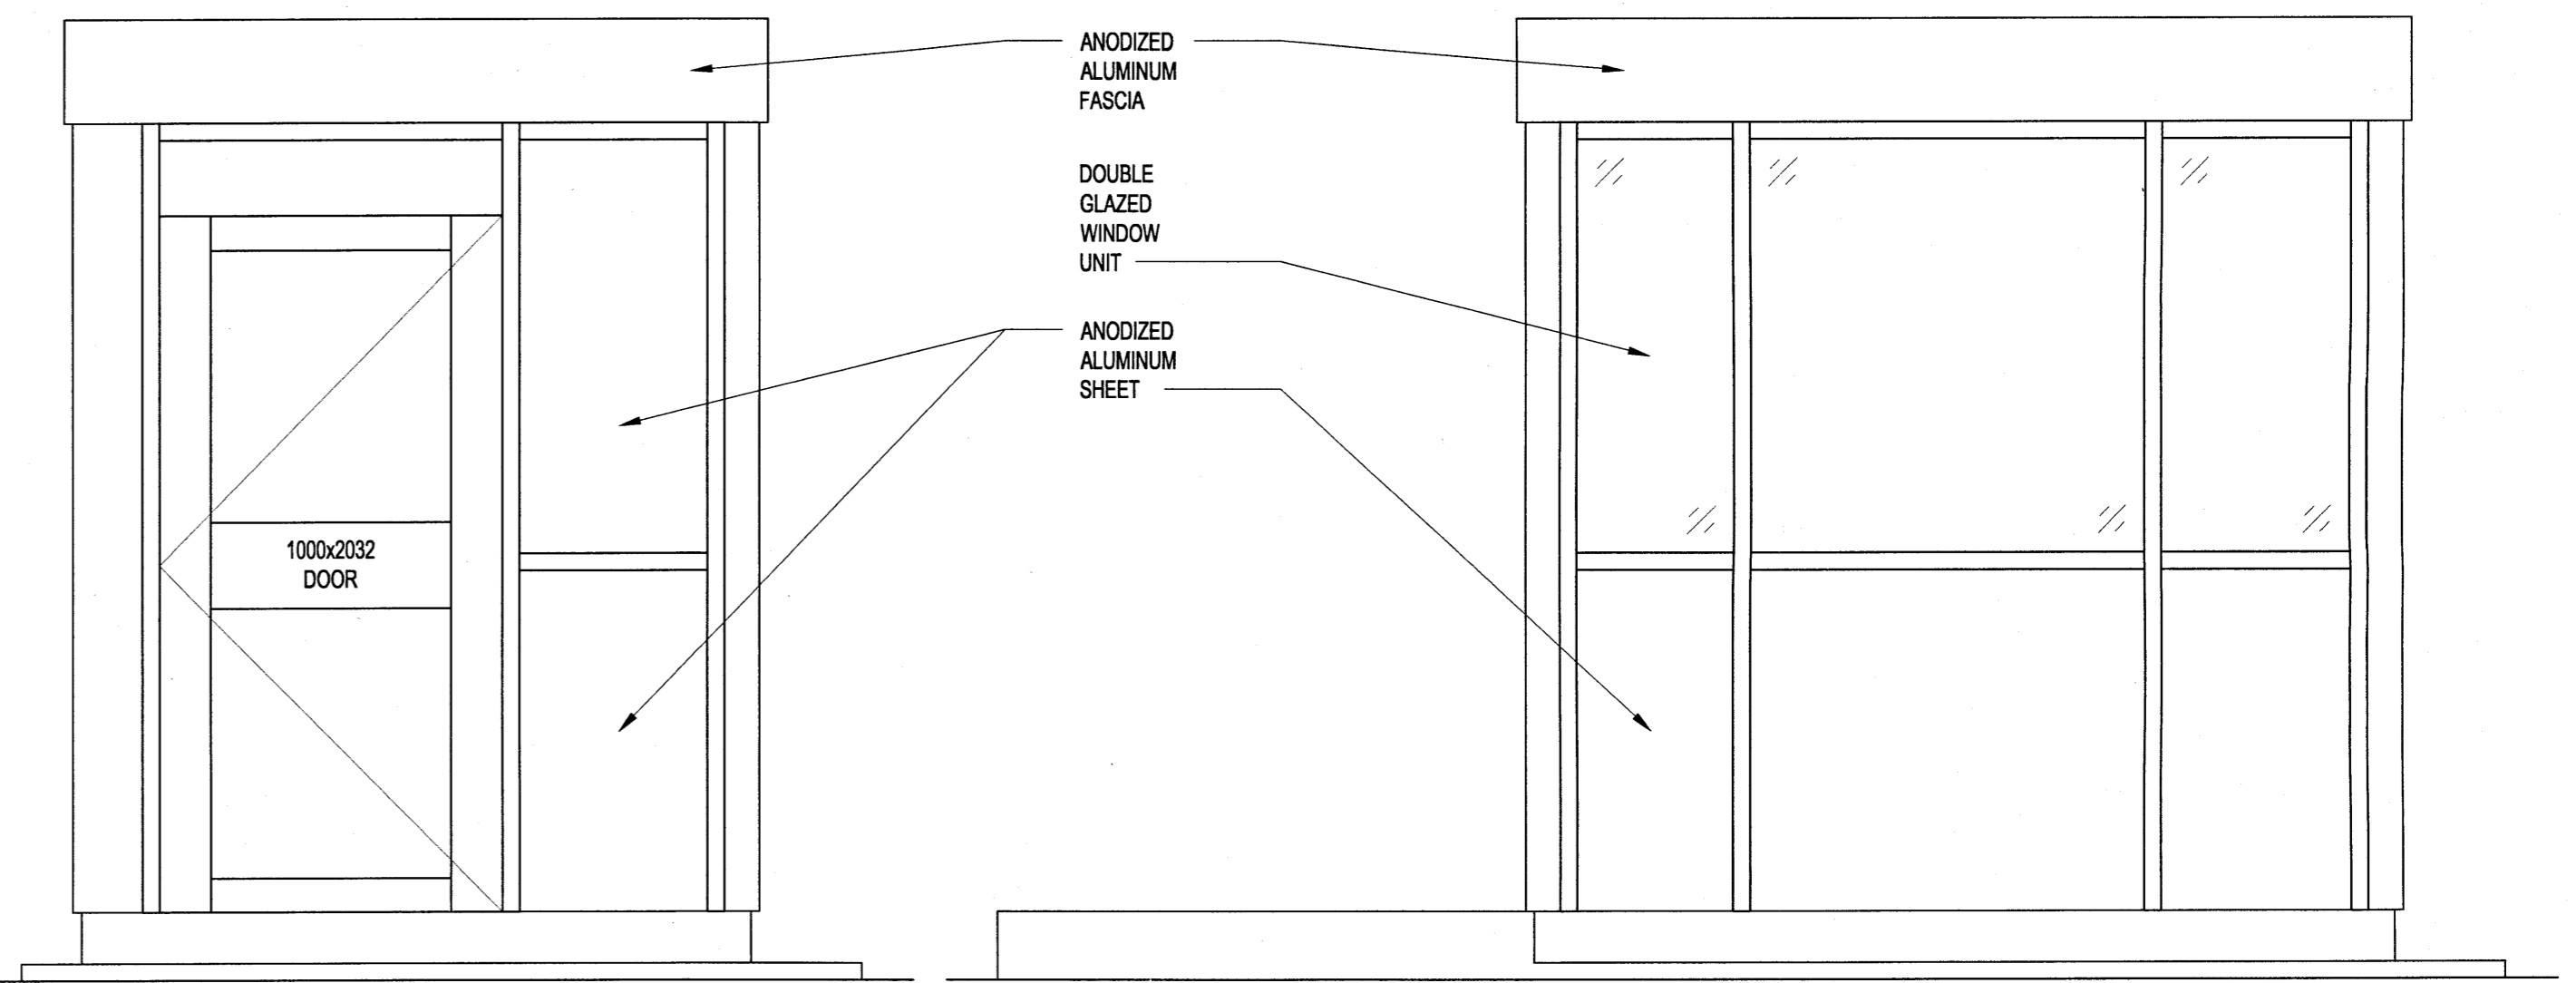 ANODIZED
ALUMINUM
FASCIA
DOUBLE
GLAZED
WINDOW
UNIT
ANODIZED
ALUMINUM
SHEET
1000x2032
DOOR